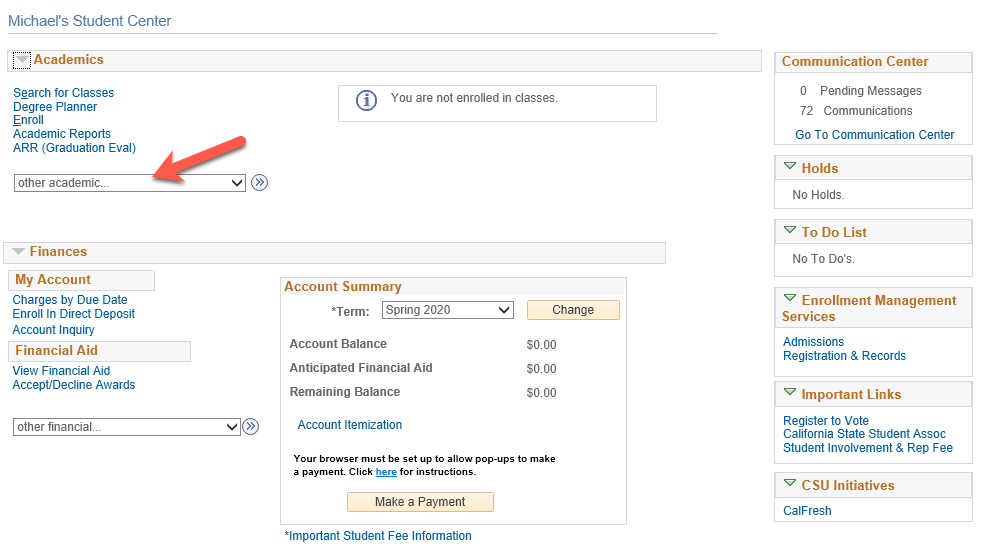 Michael's Student Center
Academics
Search for Classes
Degree Planner
Enroll
Academic Reports
ARR (Graduation Eval)
other academic...
You are not enrolled in classes.
Finances
My Account
Charges by Due Date
Enroll In Direct Deposit
Account Inquiry
Financial Aid
View Financial Aid
Accept/Decline Awards
other financial...
Account Summary
*Term: Spring 2020 Change
Account Balance $0.00
Anticipated Financial Aid $0.00
Remaining Balance $0.00
Account Itemization
Your browser must be set up to allow pop-ups to make
a payment. Click here for instructions.
Make a Payment
*Important Student Fee Information
Communication Center
0 Pending Messages
72 Communications
Go To Communication Center
Holds
No Holds.
To Do List
No To Do's.
Enrollment Management
Services
Admissions
Registration & Records
Important Links
Register to Vote
California State Student Assoc
Student Involvement & Rep Fee
CSU Initiatives
CalFresh